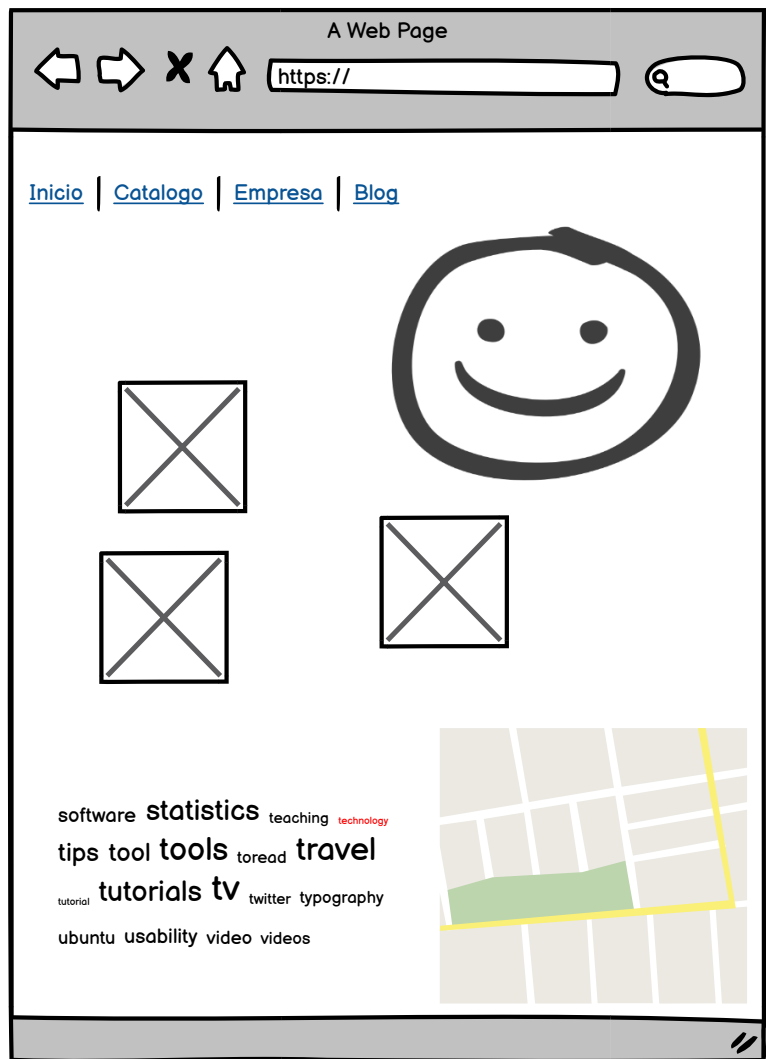 A Web Page
https://
Inicio Catalogo Empresa Blog
software statistics teaching technology
tips tool tools toread travel
tutorial tutorials tv twitter typography
ubuntu usability video videos